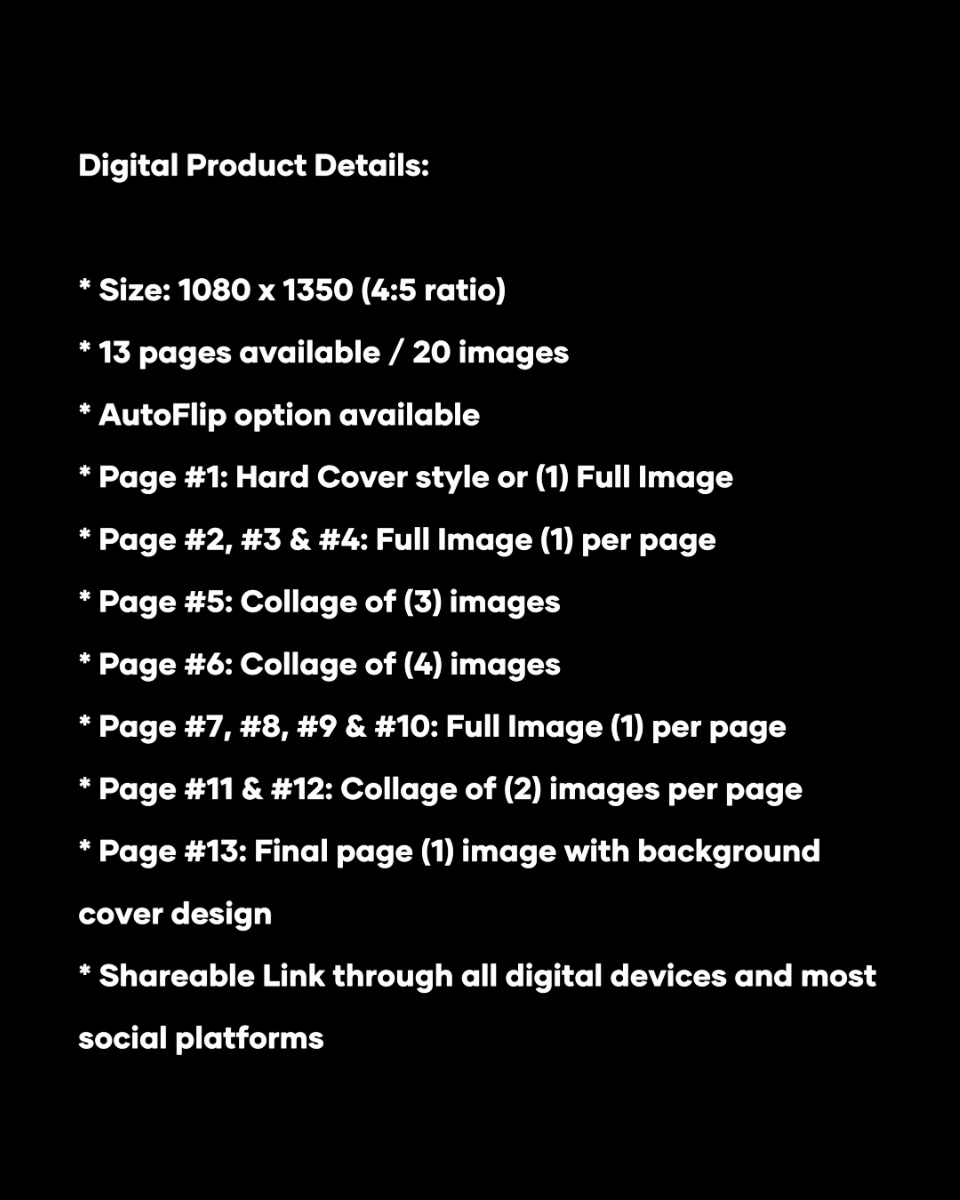 Digital Product Details:
* Size: 1080 x 1350 (4:5 ratio)
* 13 pages available / 20 images
* AutoFlip option available
* Page #1: Hard Cover style or (1) Full Image
* Page #2, #3 & #4: Full Image (1) per page
* Page #5: Collage of (3) images
* Page #6: Collage of (4) images
* Page #7, #8, #9 & #10: Full Image (1) per page
* Page #11 & #12: Collage of (2) images per page
* Page #13: Final page (1) image with background
cover design
* Shareable Link through all digital devices and most
social platforms